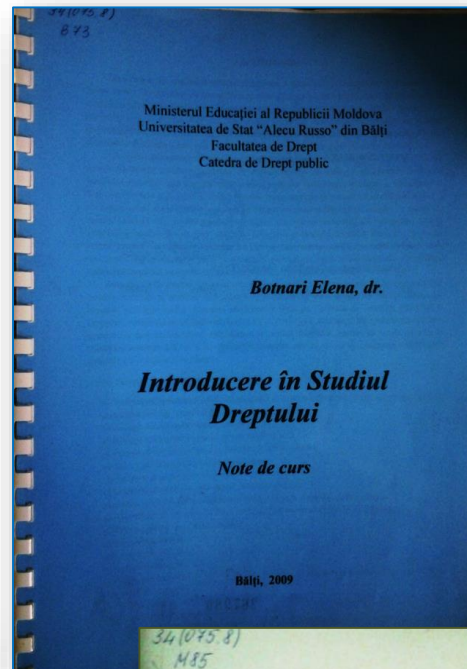 34(075.8)
B 73
Ministerul Educaţiei al Republicii Moldova
Universitatea de Stat "Alecu Russo" din Bălţi
Facultatea de Drept
Catedra de Drept public
Botnari Elena, dr.
Introducere în Studiul
Dreptului
Note de curs
Bălţi, 2009
34(075.8)
M85